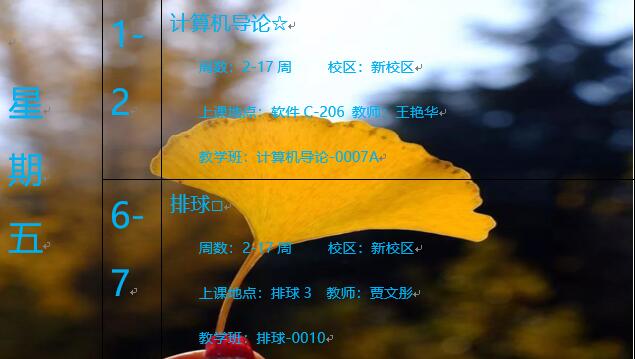 星期五
1-2
计算机导论☆
周数：2-17 周 校区：新校区
上课地点：软件 C-206 教师：王艳华
教学班：计算机导论-0007A
6-7
排球□
周数：2-17 周 校区：新校区
上课地点：排球 3 教师：贾文彤
教学班：排球-0010